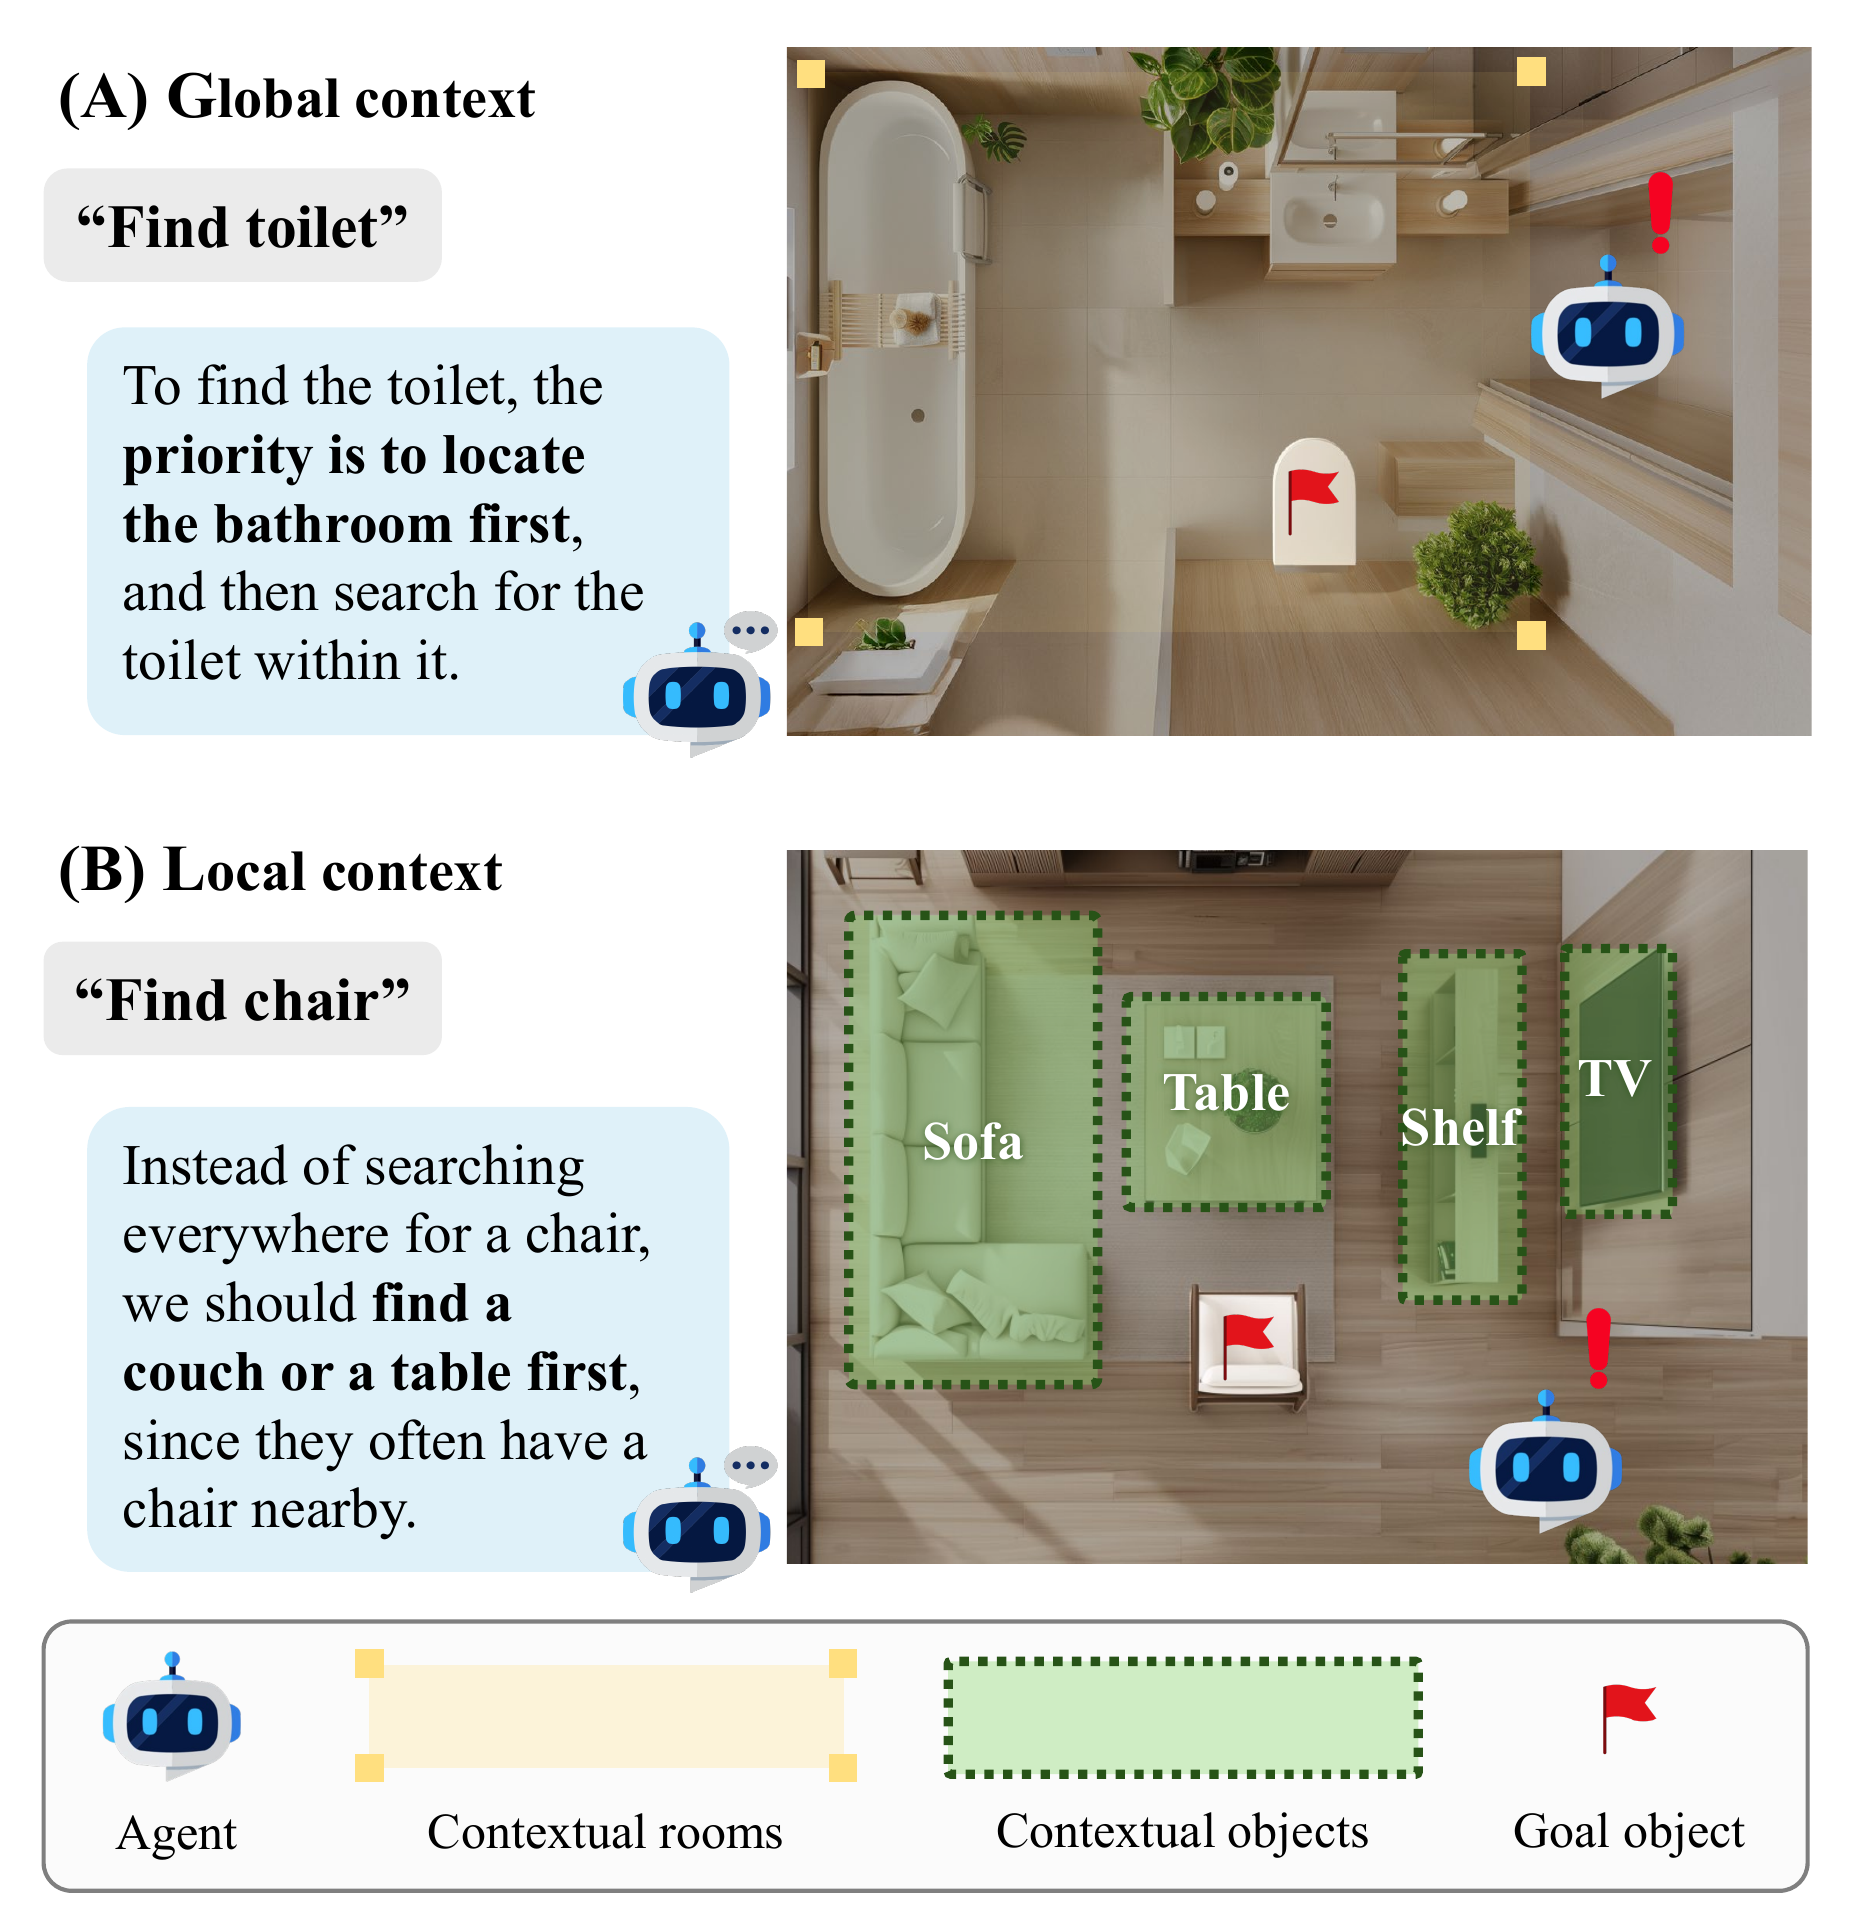 (A) Global context
“Find toilet”
To find the toilet, the
priority is to locate
the bathroom first,
and then search for the
toilet within it.
(B) Local context
“Find chair”
Instead of searching
everywhere for a chair,
we should find a
couch or a table first,
since they often have a
chair nearby.
Sofa
Table
Shelf
TV
Agent
Contextual rooms
Contextual objects
Goal object